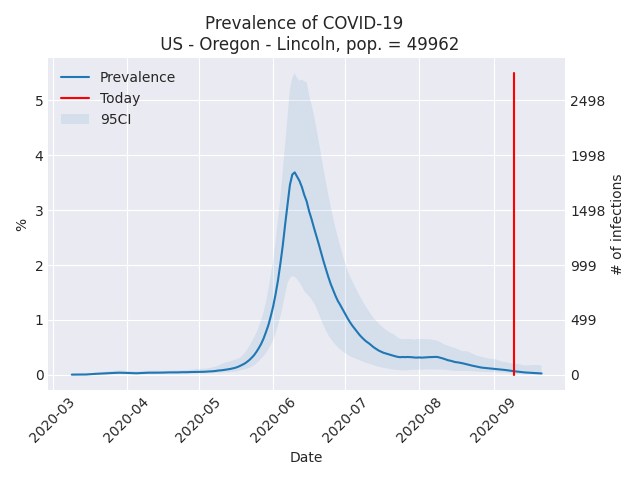 Prevalence of COVID-19
US - Oregon - Lincoln, pop. = 49962
Prevalence
Today
95CI
%
5
4
3
2
1
0
2498
1998
1498
999
499
0
# of infections
2020-03
2020-04
2020-05
2020-06
2020-07
2020-08
2020-09
Date